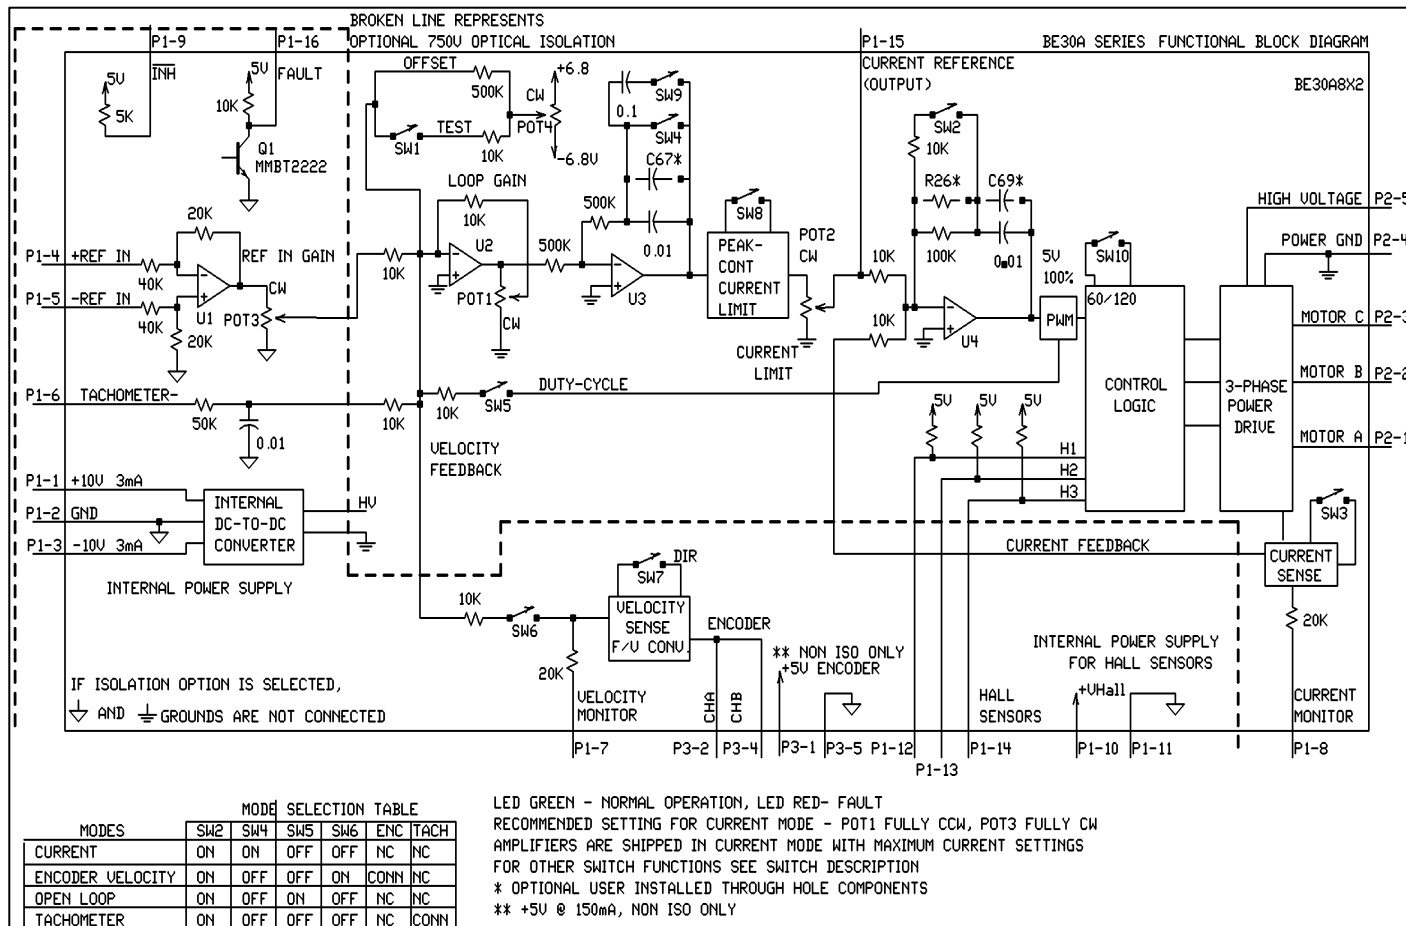 BROKEN LINE REPRESENTS
OPTIONAL 750V OPTICAL ISOLATION
P1-9
P1-16
P1-15
BE30A SERIES FUNCTIONAL BLOCK DIAGRAM
BE30A8X2
5V
INH
5K
5V
FAULT
10K
Q1
MMBT2222
OFFSET
500K
CW
+6.8
POT4
-6.8V
SW1
TEST
10K
0.1
SW9
SW4
C67*
0.01
CURRENT REFERENCE
(OUTPUT)
SW2
10K
R26*
C69*
100K
0.01
LOOP GAIN
10K
500K
U2
500K
POT1
CW
U3
SW8
PEAK-
CONT
CURRENT
LIMIT
POT2
CW
CURRENT
LIMIT
10K
10K
U4
5V
100%
PWM
SW10
60/120
CONTROL
LOGIC
3-PHASE
POWER
DRIVE
HIGH VOLTAGE
P2-5
POWER GND
P2-4
MOTOR C
P2-3
MOTOR B
P2-2
MOTOR A
P2-1
P1-4
+REF IN
20K
REF IN GAIN
40K
CW
P1-5
-REF IN
40K
U1
20K
POT3
10K
P1-6
TACHOMETER-
50K
0.01
10K
10K
SW5
DUTY-CYCLE
VELOCITY
FEEDBACK
5V
5V
5V
H1
H2
H3
P1-1
+10V 3mA
P1-2
GND
P1-3
-10V 3mA
INTERNAL
DC-TO-DC
CONVERTER
HV
INTERNAL POWER SUPPLY
SW3
CURRENT FEEDBACK
CURRENT
SENSE
20K
10K
SW6
SW7
DIR
VELOCITY
SENSE
F/V CONV.
20K
ENCODER
VELOCITY
MONITOR
CHA
CHB
** NON ISO ONLY
+5V ENCODER
INTERNAL POWER SUPPLY
FOR HALL SENSORS
+VHall
HALL
SENSORS
CURRENT
MONITOR
IF ISOLATION OPTION IS SELECTED,
AND
GROUNDS ARE NOT CONNECTED
P1-7
P3-2
P3-4
P3-1
P3-5
P1-12
P1-13
P1-14
P1-10
P1-11
P1-8
MODE SELECTION TABLE
MODES SW2 SW4 SW5 SW6 ENC TACH
CURRENT ON ON OFF OFF NC NC
ENCODER VELOCITY ON OFF OFF ON CONN NC
OPEN LOOP ON OFF ON OFF NC NC
TACHOMETER ON OFF OFF OFF NC CONN
LED GREEN - NORMAL OPERATION, LED RED- FAULT
RECOMMENDED SETTING FOR CURRENT MODE - POT1 FULLY CCW, POT3 FULLY CW
AMPLIFIERS ARE SHIPPED IN CURRENT MODE WITH MAXIMUM CURRENT SETTINGS
FOR OTHER SWITCH FUNCTIONS SEE SWITCH DESCRIPTION
* OPTIONAL USER INSTALLED THROUGH HOLE COMPONENTS
** +5V @ 150mA, NON ISO ONLY